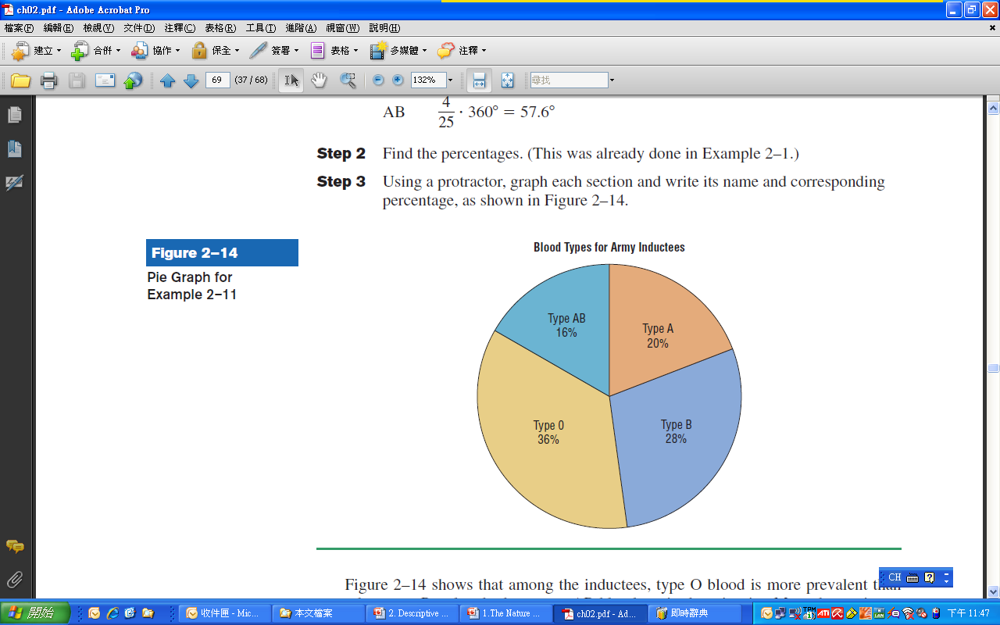 ch02.pdf - Adobe Acrobat Pro
檔案(F) 編輯(E) 檢視(V) 文件(D) 注釋(C) 表格(R) 工具(T) 進階(A) 視窗(W) 說明(H)
建立 合併 協作 保全 簽署 表格 多媒體 注釋
69 (37 / 68) 132% 尋找
AB 4/25 · 360° = 57.6°
Step 2 Find the percentages. (This was already done in Example 2–1.)
Step 3 Using a protractor, graph each section and write its name and corresponding
percentage, as shown in Figure 2–14.
Figure 2–14
Pie Graph for
Example 2–11
Blood Types for Army Inductees
Type AB
16%
Type A
20%
Type O
36%
Type B
28%
CH
Figure 2–14 shows that among the inductees, type O blood is more prevalent
開始 收件匣 - Mic... 本文檔案 2. Descriptive ... 1.The Nature ... ch02.pdf - Ad... 即時辭典 下午 11:47